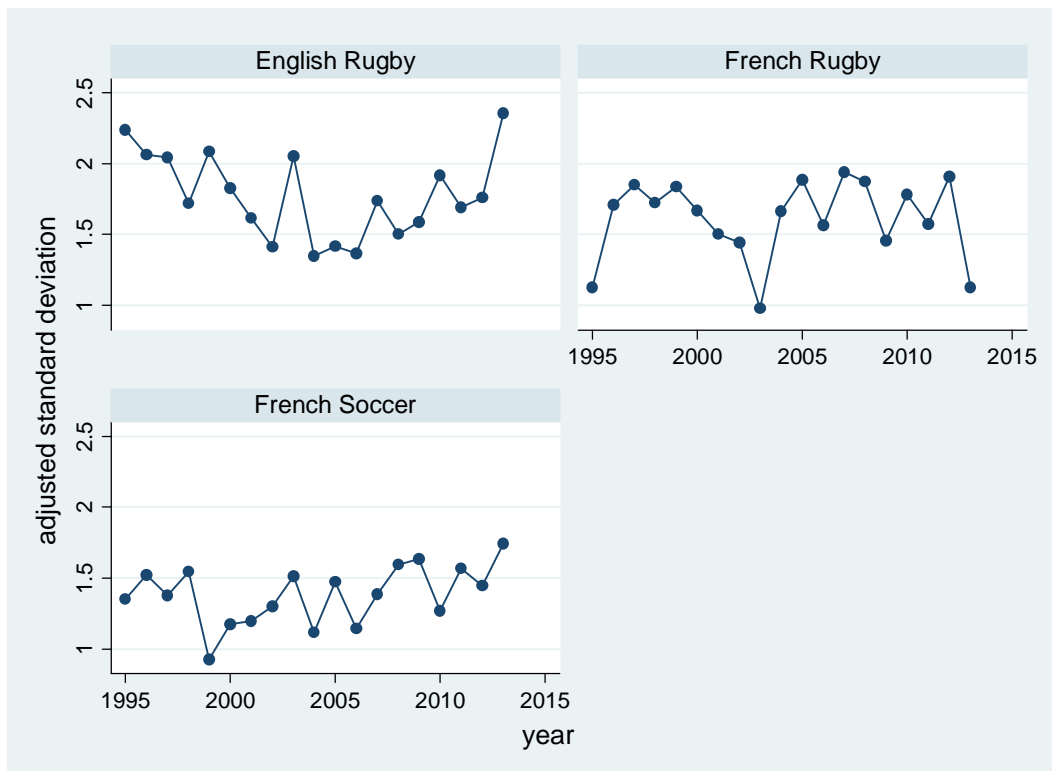 English Rugby
French Rugby
2.5
2
1.5
1
1995 2000 2005 2010 2015
French Soccer
2.5
2
1.5
1
1995 2000 2005 2010 2015
adjusted standard deviation
year